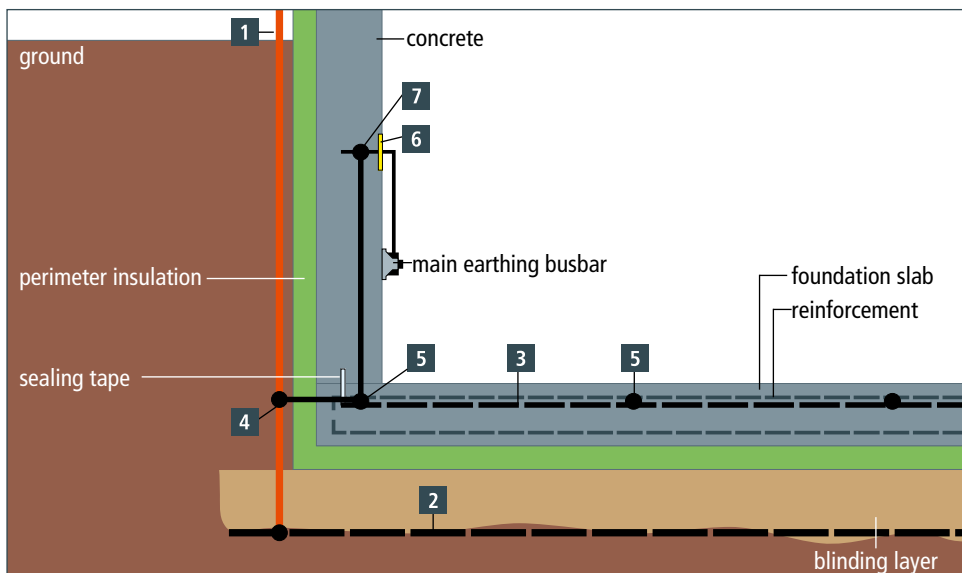 1
ground
concrete
7
6
main earthing busbar
perimeter insulation
foundation slab
reinforcement
sealing tape
5
3
5
4
2
blinding layer